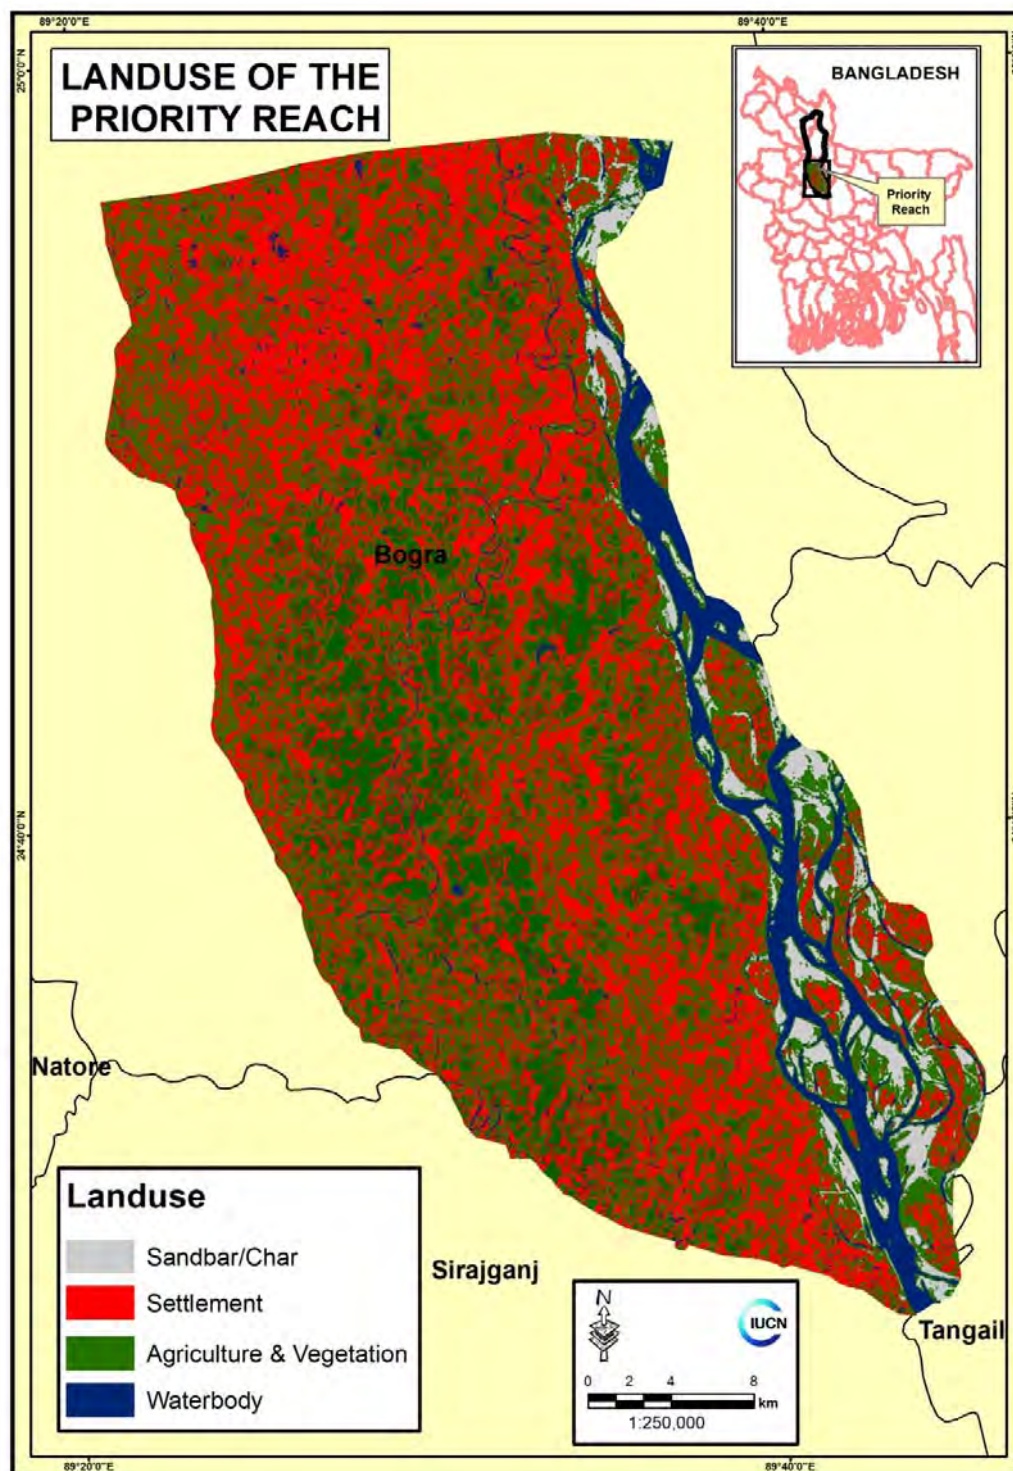 89°20'0"E
89°40'0"E
25°0'0"N
LANDUSE OF THE
PRIORITY REACH
BANGLADESH
Priority
Reach
Bogra
24°40'0"N
Natore
Landuse
Sandbar/Char
Settlement
Agriculture & Vegetation
Waterbody
Sirajganj
N
IUCN
0 2 4 8
km
1:250,000
Tangail
89°20'0"E
89°40'0"E